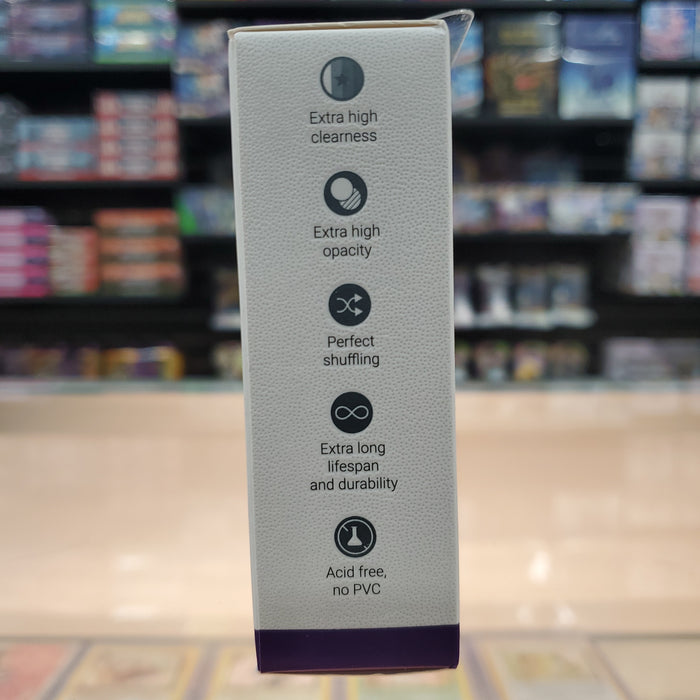 Extra high
clearness
Extra high
opacity
Perfect
shuffling
Extra long
lifespan
and durability
Acid free,
no PVC